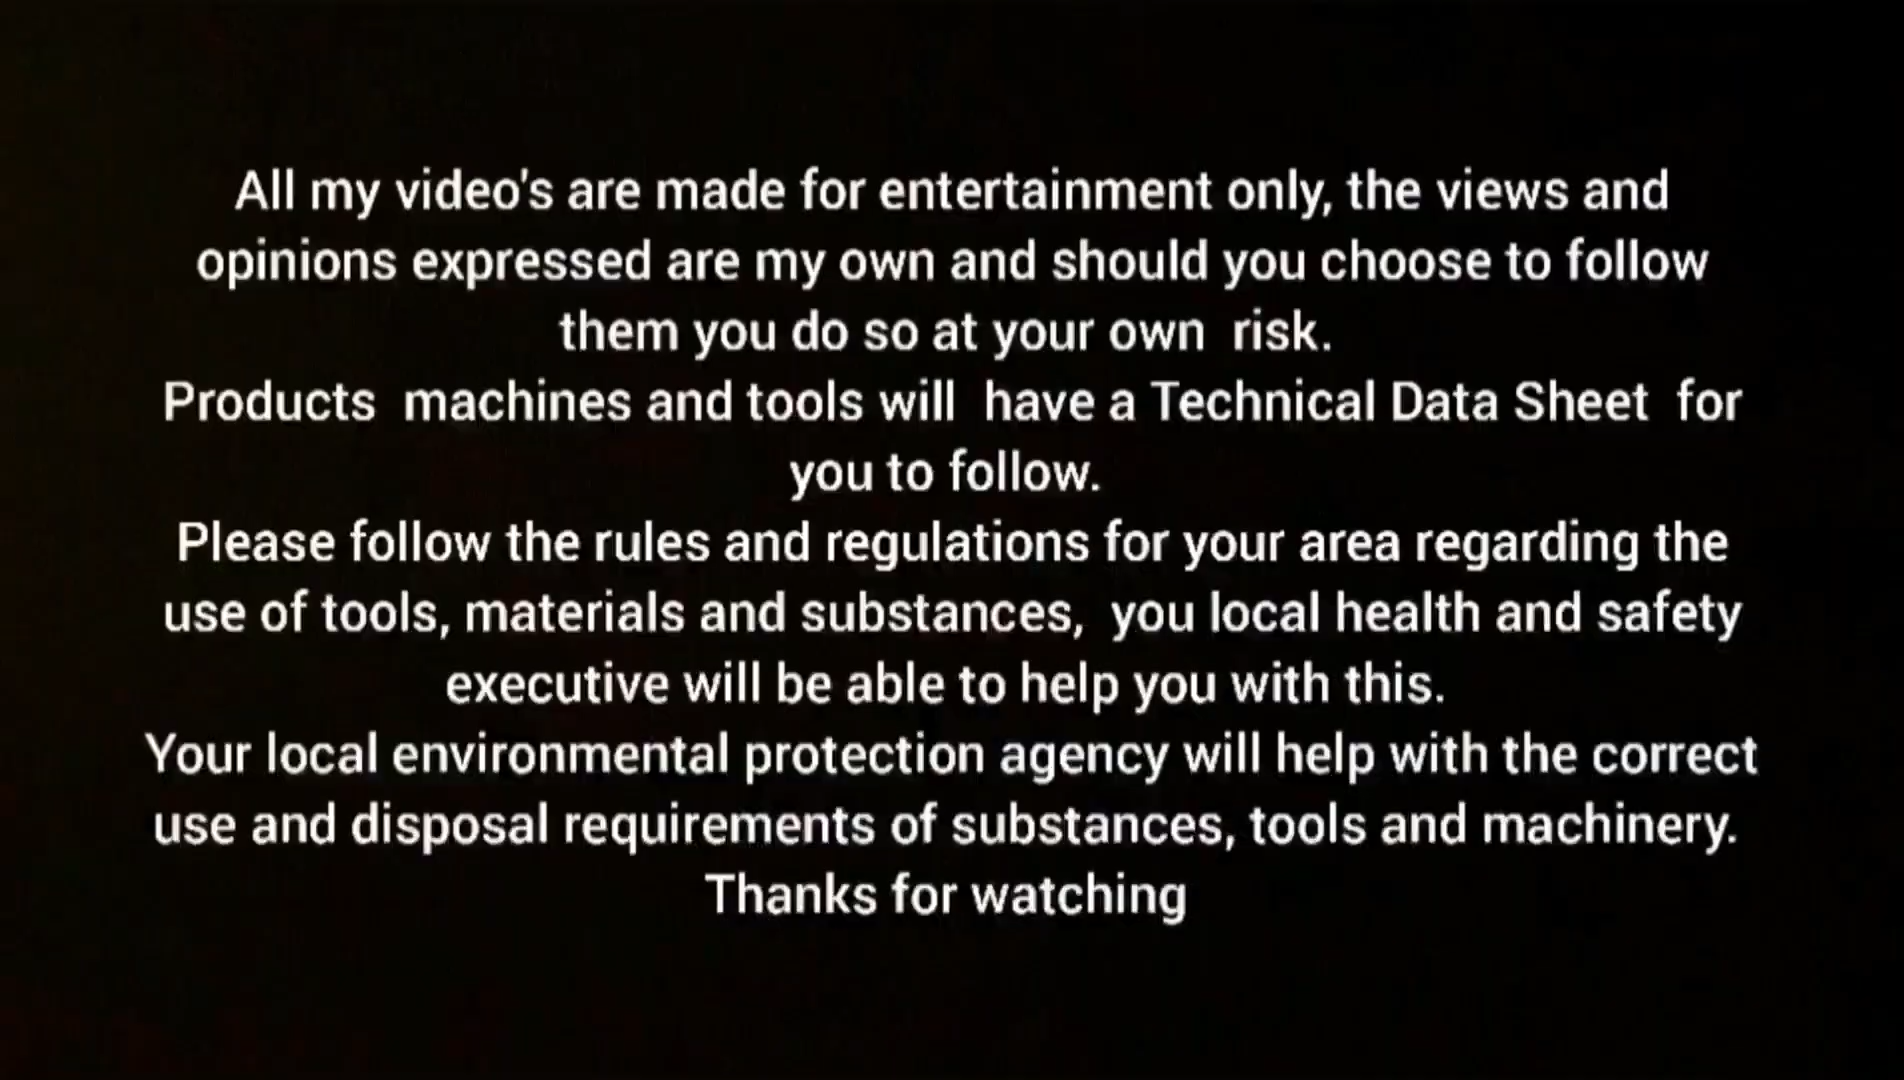 All my video's are made for entertainment only, the views and
opinions expressed are my own and should you choose to follow
them you do so at your own  risk.
Products  machines and tools will  have a Technical Data Sheet  for
you to follow.
Please follow the rules and regulations for your area regarding the
use of tools, materials and substances,  you local health and safety
executive will be able to help you with this.
Your local environmental protection agency will help with the correct
use and disposal requirements of substances, tools and machinery.
Thanks for watching